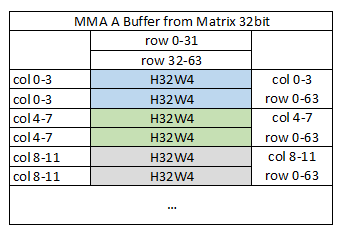 MMA A Buffer from Matrix 32bit
row 0-31
row 32-63
col 0-3 H32W4 col 0-3
col 0-3 H32W4 row 0-63
col 4-7 H32W4 col 4-7
col 4-7 H32W4 row 0-63
col 8-11 H32W4 col 8-11
col 8-11 H32W4 row 0-63
...